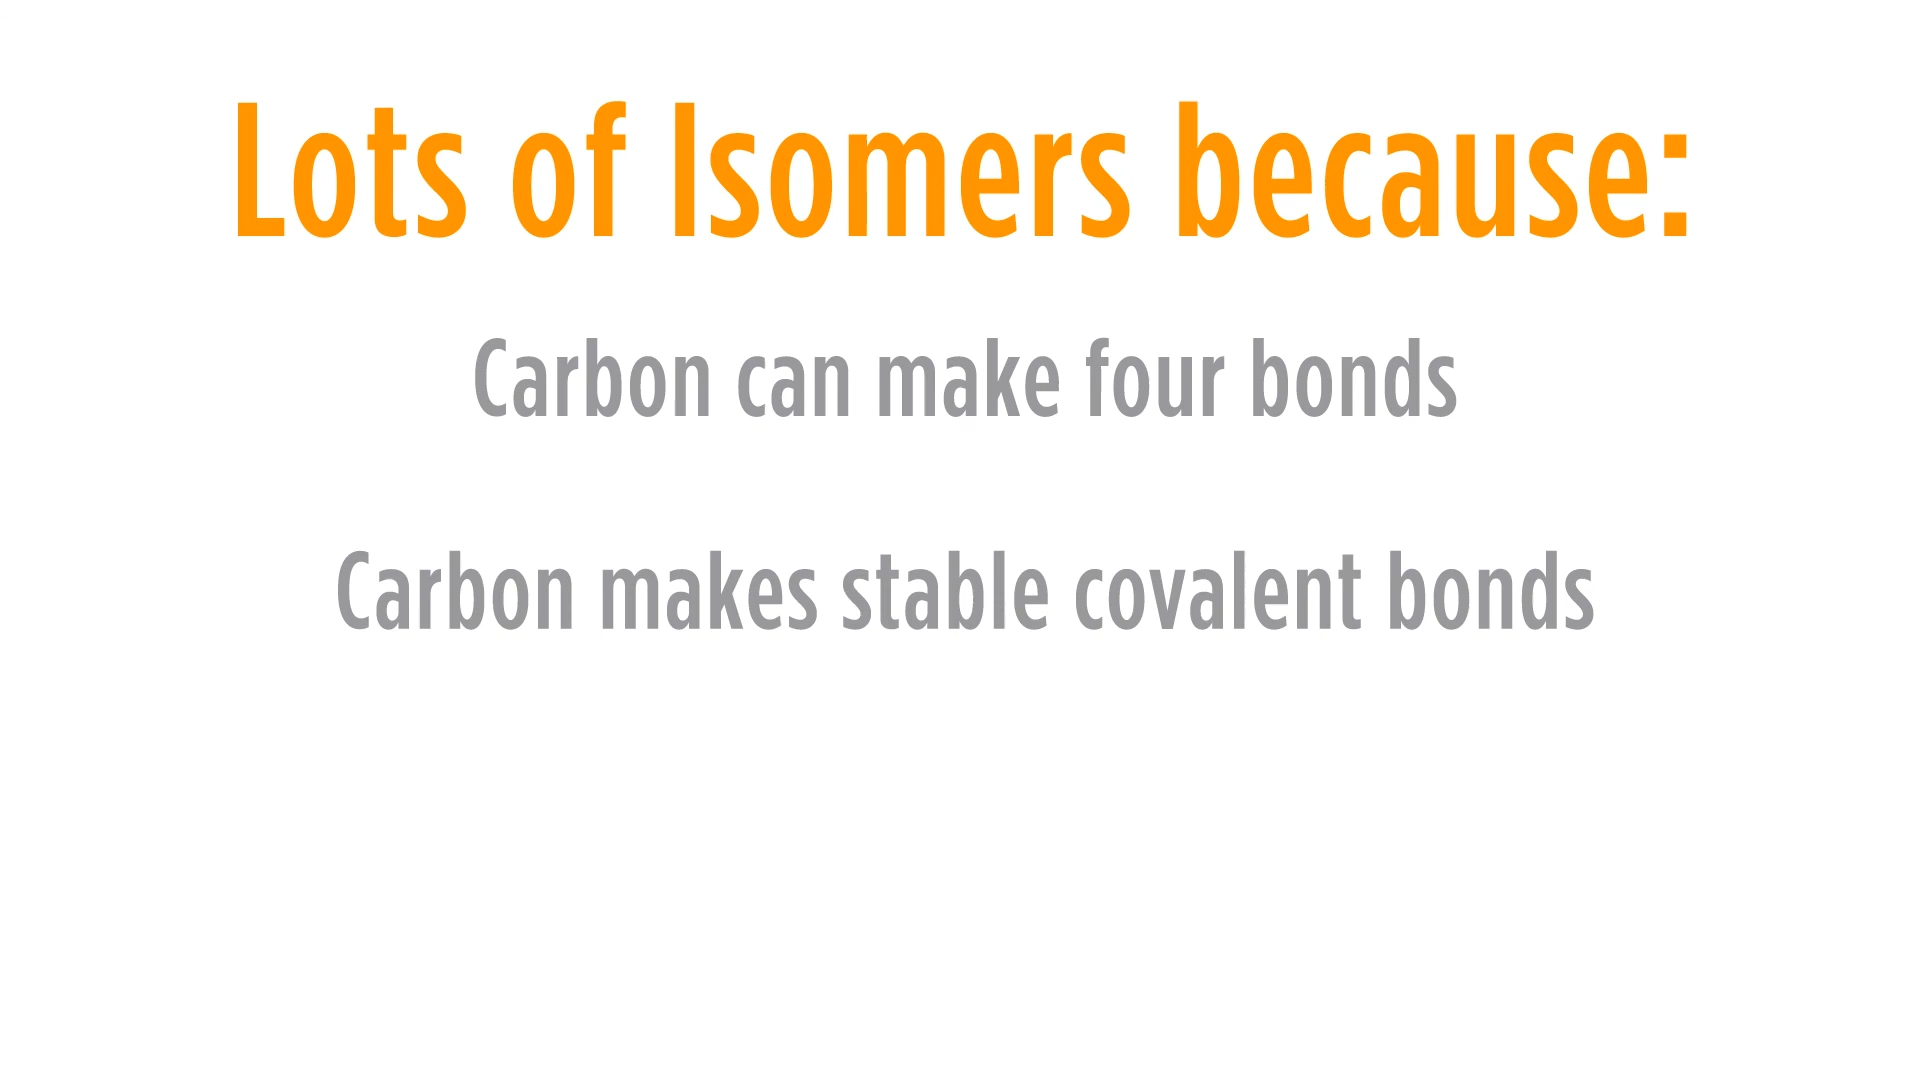 Lots of Isomers because:
Carbon can make four bonds
Carbon makes stable covalent bonds